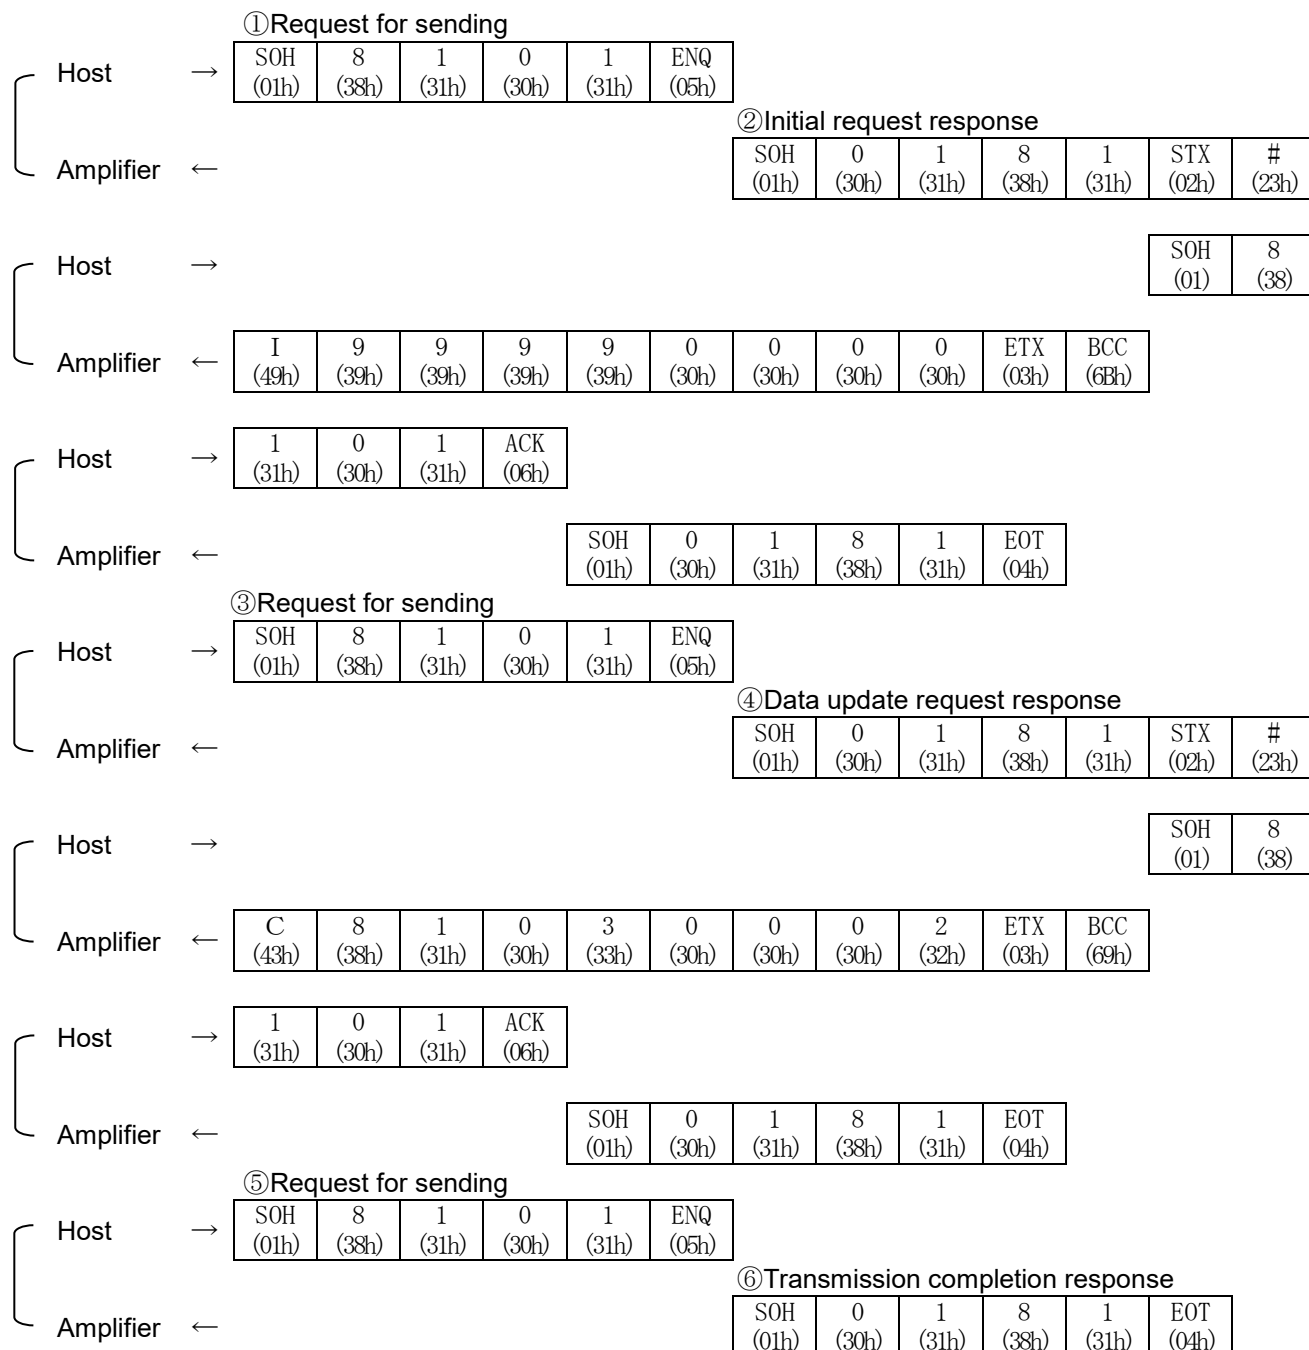 ①Request for sending
Host → SOH 8 1 0 1 ENQ
(01h) (38h) (31h) (30h) (31h) (05h)
②Initial request response
Amplifier ← SOH 0 1 8 1 STX #
(01h) (30h) (31h) (38h) (31h) (02h) (23h)
Host → SOH 8
(01) (38)
Amplifier ← I 9 9 9 9 0 0 0 0 ETX BCC
(49h) (39h) (39h) (39h) (39h) (30h) (30h) (30h) (30h) (03h) (6Bh)
Host → 1 0 1 ACK
(31h) (30h) (31h) (06h)
Amplifier ← SOH 0 1 8 1 EOT
(01h) (30h) (31h) (38h) (31h) (04h)
③Request for sending
Host → SOH 8 1 0 1 ENQ
(01h) (38h) (31h) (30h) (31h) (05h)
④Data update request response
Amplifier ← SOH 0 1 8 1 STX #
(01h) (30h) (31h) (38h) (31h) (02h) (23h)
Host → SOH 8
(01) (38)
Amplifier ← C 8 1 0 3 0 0 0 2 ETX BCC
(43h) (38h) (31h) (30h) (33h) (30h) (30h) (30h) (32h) (03h) (69h)
Host → 1 0 1 ACK
(31h) (30h) (31h) (06h)
Amplifier ← SOH 0 1 8 1 EOT
(01h) (30h) (31h) (38h) (31h) (04h)
⑤Request for sending
Host → SOH 8 1 0 1 ENQ
(01h) (38h) (31h) (30h) (31h) (05h)
⑥Transmission completion response
Amplifier ← SOH 0 1 8 1 EOT
(01h) (30h) (31h) (38h) (31h) (04h)